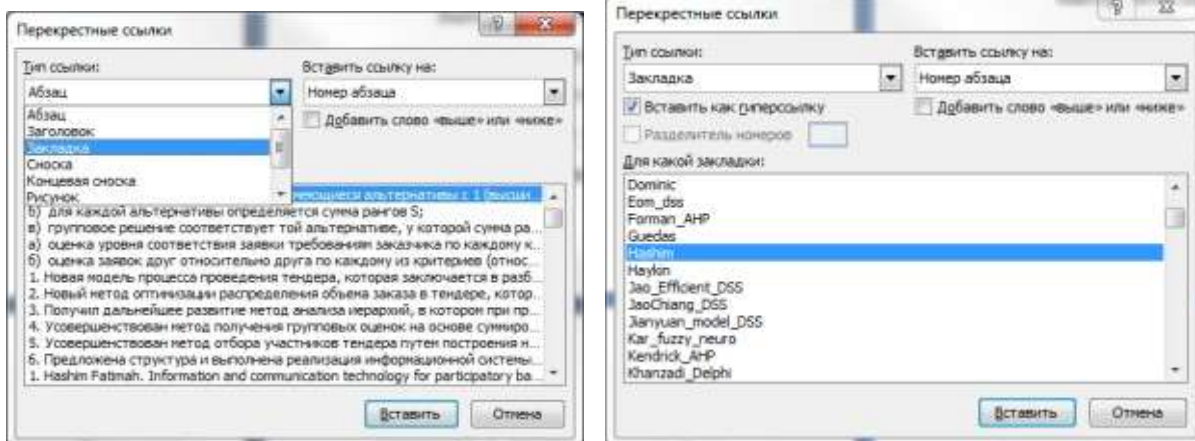 Перекрестные ссылки
Тип ссылки:
Вставить ссылку на:
Абзац
Номер абзаца
Абзац
Заголовок
Закладка
Сноска
Концевая сноска
Рисунок
Добавить слово «выше» или «ниже»
альтернативы с 1 (высший
б) для каждой альтернативы определяется сумма рангов S;
в) групповое решение соответствует той альтернативе, у которой сумма ра...
а) оценка уровня соответствия заявки требованиям заказчика по каждому к...
б) оценка заявок друг относительно друга по каждому из критериев (относ...
1. Новая модель процесса проведения тендера, которая заключается в разб...
2. Новый метод оптимизации распределения объема заказа в тендере, котор...
3. Получил дальнейшее развитие метод анализа иерархий, в котором при пр...
4. Усовершенствован метод получения групповых оценок на основе суммиро...
5. Усовершенствован метод отбора участников тендера путем построения н...
6. Предложена структура и выполнена реализация информационной системы...
1. Hashim Fatimah. Information and communication technology for participatory ba...
Вставить
Отмена
Перекрестные ссылки
Тип ссылки:
Вставить ссылку на:
Закладка
Номер абзаца
Вставить как гиперссылку
Добавить слово «выше» или «ниже»
Разделитель номеров
Для какой закладки:
Dominic
Eom_dss
Forman_AHP
Guedas
Hashim
Haykin
Jao_Efficient_DSS
JaoChiang_DSS
Jianyuan_model_DSS
Kar_fuzzy_neuro
Kendrick_AHP
Khanzadi_Delphi
Вставить
Отмена